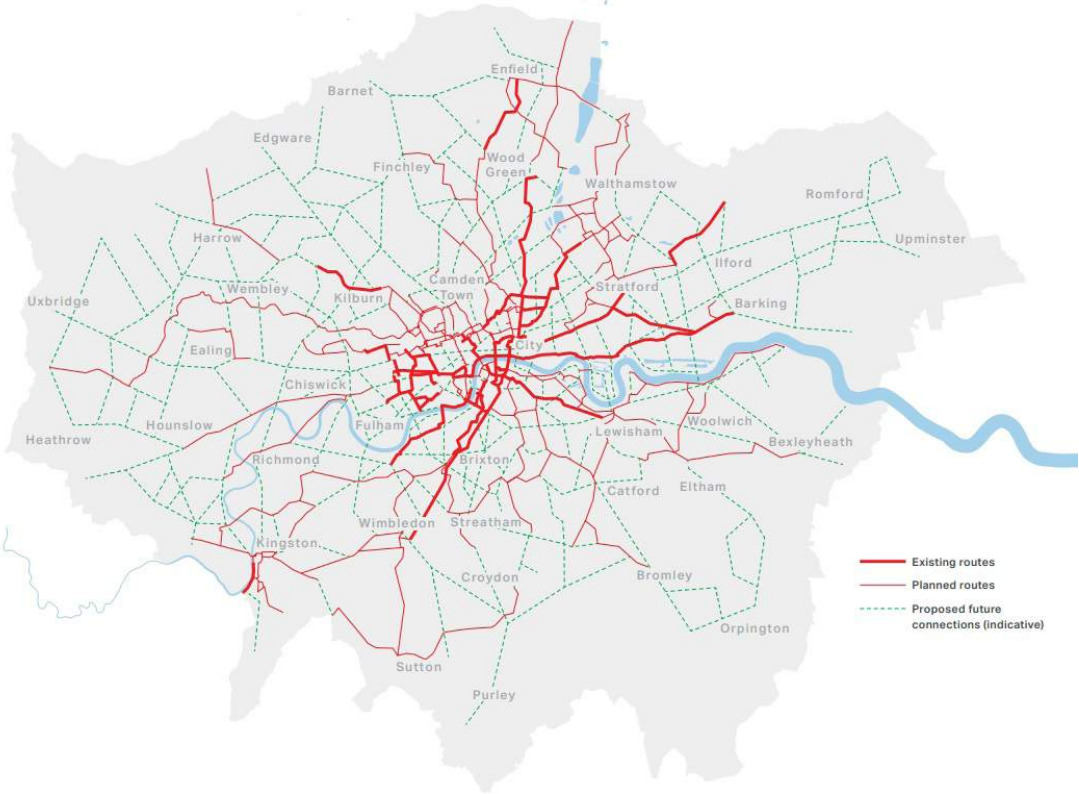 Enfield
Barnet
Edgware
Finchley
Wood
Green
Walthamstow
Romford
Harrow
Upminster
Ilford
Wembley
Camden
Town
Stratford
Uxbridge
Kilburn
Barking
Ealing
City
Chiswick
Hounslow
Fulham
Lewisham
Woolwich
Heathrow
Bexleyheath
Richmond
Brixton
Catford
Eltham
Wimbledon
Streatham
Kingston
Existing routes
Croydon
Bromley
Planned routes
Proposed future
connections (indicative)
Orpington
Sutton
Purley